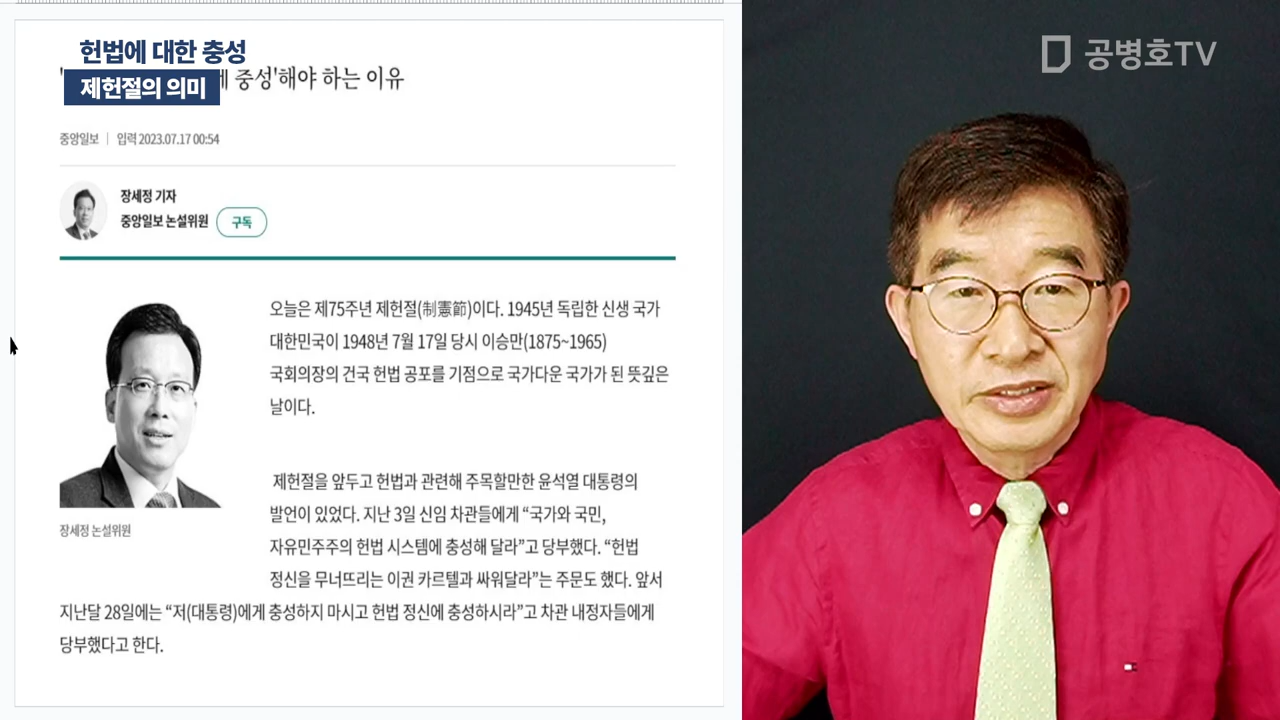 헌법에 대한 충성
제헌절의 의미
충성'해야 하는 이유
공병호TV
중앙일보 | 입력 2023.07.17 00:54
장세정 기자
중앙일보 논설위원 구독
오늘은 제75주년 제헌절(制憲節)이다. 1945년 독립한 신생 국가
대한민국이 1948년 7월 17일 당시 이승만(1875~1965)
국회의장의 건국 헌법 공포를 기점으로 국가다운 국가가 된 뜻깊은
날이다.
제헌절을 앞두고 헌법과 관련해 주목할만한 윤석열 대통령의
발언이 있었다. 지난 3일 신임 차관들에게 “국가와 국민,
자유민주주의 헌법 시스템에 충성해 달라”고 당부했다. “헌법
정신을 무너뜨리는 이권 카르텔과 싸워달라”는 주문도 했다. 앞서
지난달 28일에는 “저(대통령)에게 충성하지 마시고 헌법 정신에 충성하시라”고 차관 내정자들에게
당부했다고 한다.
장세정 논설위원